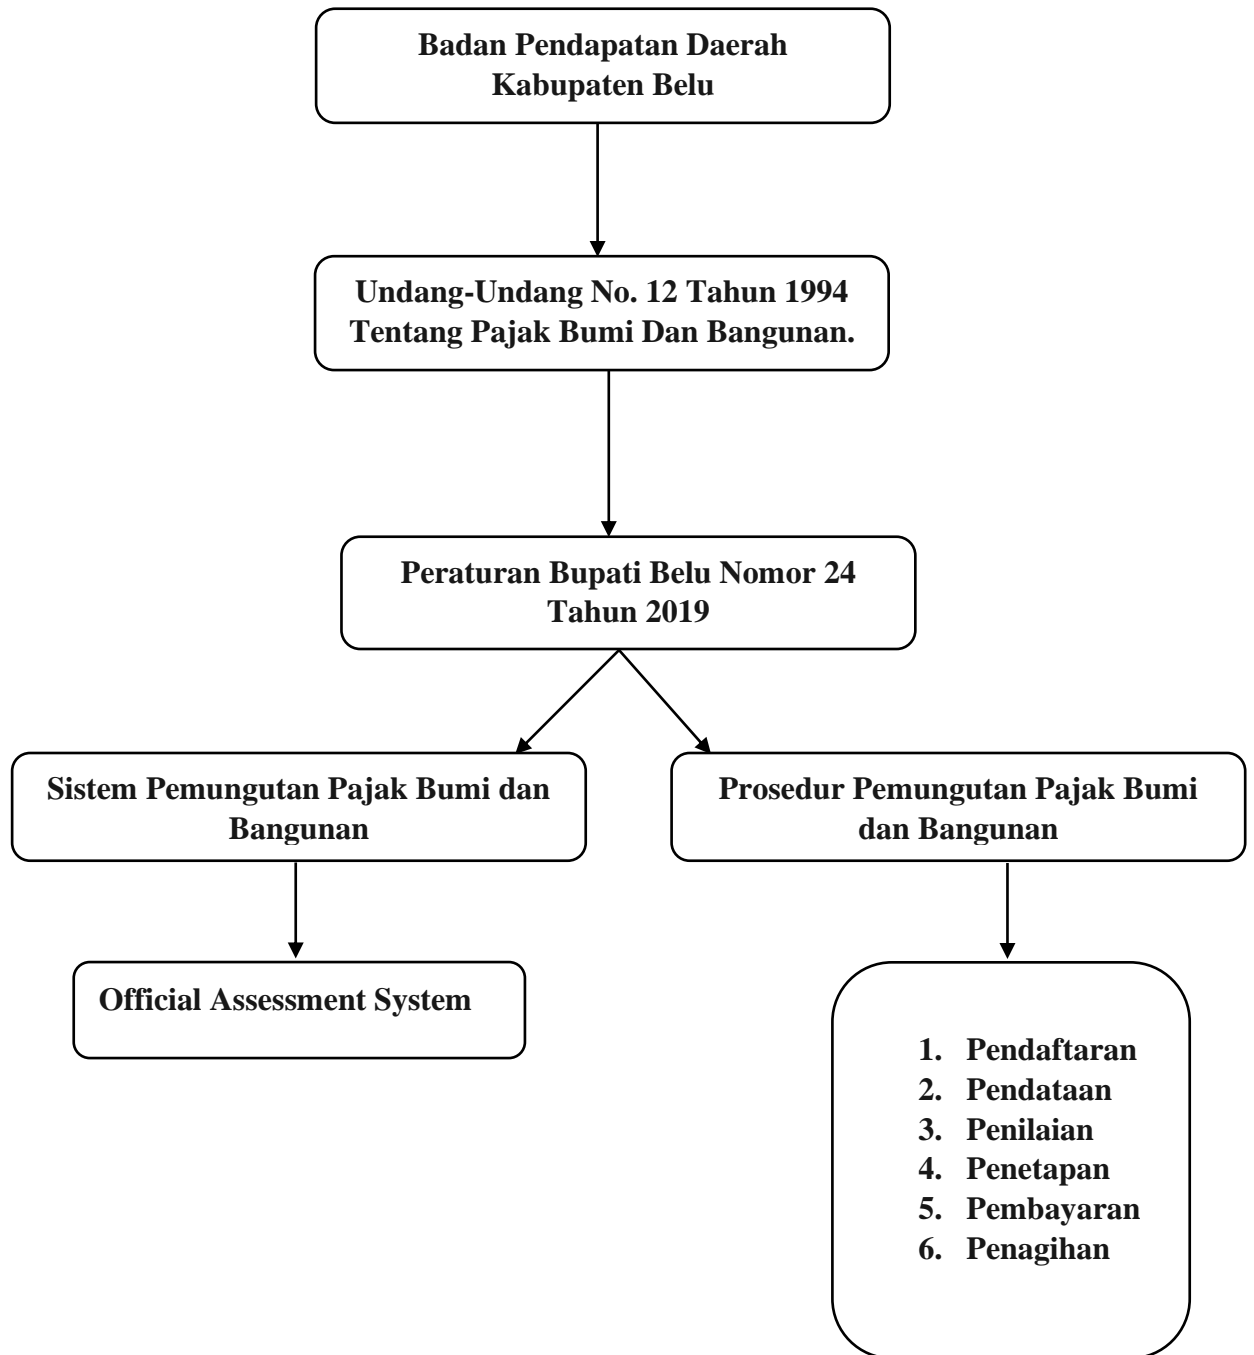 Badan Pendapatan Daerah
Kabupaten Belu
Undang-Undang No. 12 Tahun 1994
Tentang Pajak Bumi Dan Bangunan.
Peraturan Bupati Belu Nomor 24
Tahun 2019
Sistem Pemungutan Pajak Bumi dan
Bangunan
Prosedur Pemungutan Pajak Bumi
dan Bangunan
Official Assessment System
1. Pendaftaran
2. Pendataan
3. Penilaian
4. Penetapan
5. Pembayaran
6. Penagihan